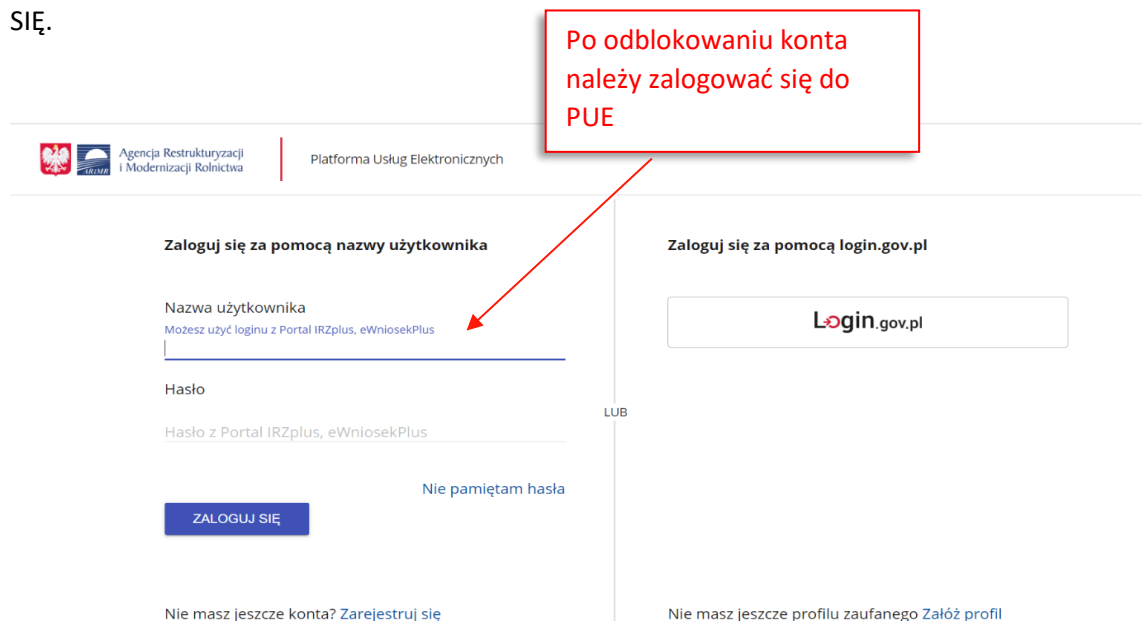 SIĘ.
Po odblokowaniu konta
należy zalogować się do
PUE
ARiMR
Agencja Restrukturyzacji
i Modernizacji Rolnictwa
Platforma Usług Elektronicznych
Zaloguj się za pomocą nazwy użytkownika
Nazwa użytkownika
Możesz użyć loginu z Portal IRZplus, eWniosekPlus
Hasło
Hasło z Portal IRZplus, eWniosekPlus
Nie pamiętam hasła
ZALOGUJ SIĘ
Nie masz jeszcze konta? Zarejestruj się
LUB
Zaloguj się za pomocą login.gov.pl
Login.gov.pl
Nie masz jeszcze profilu zaufanego Załóż profil